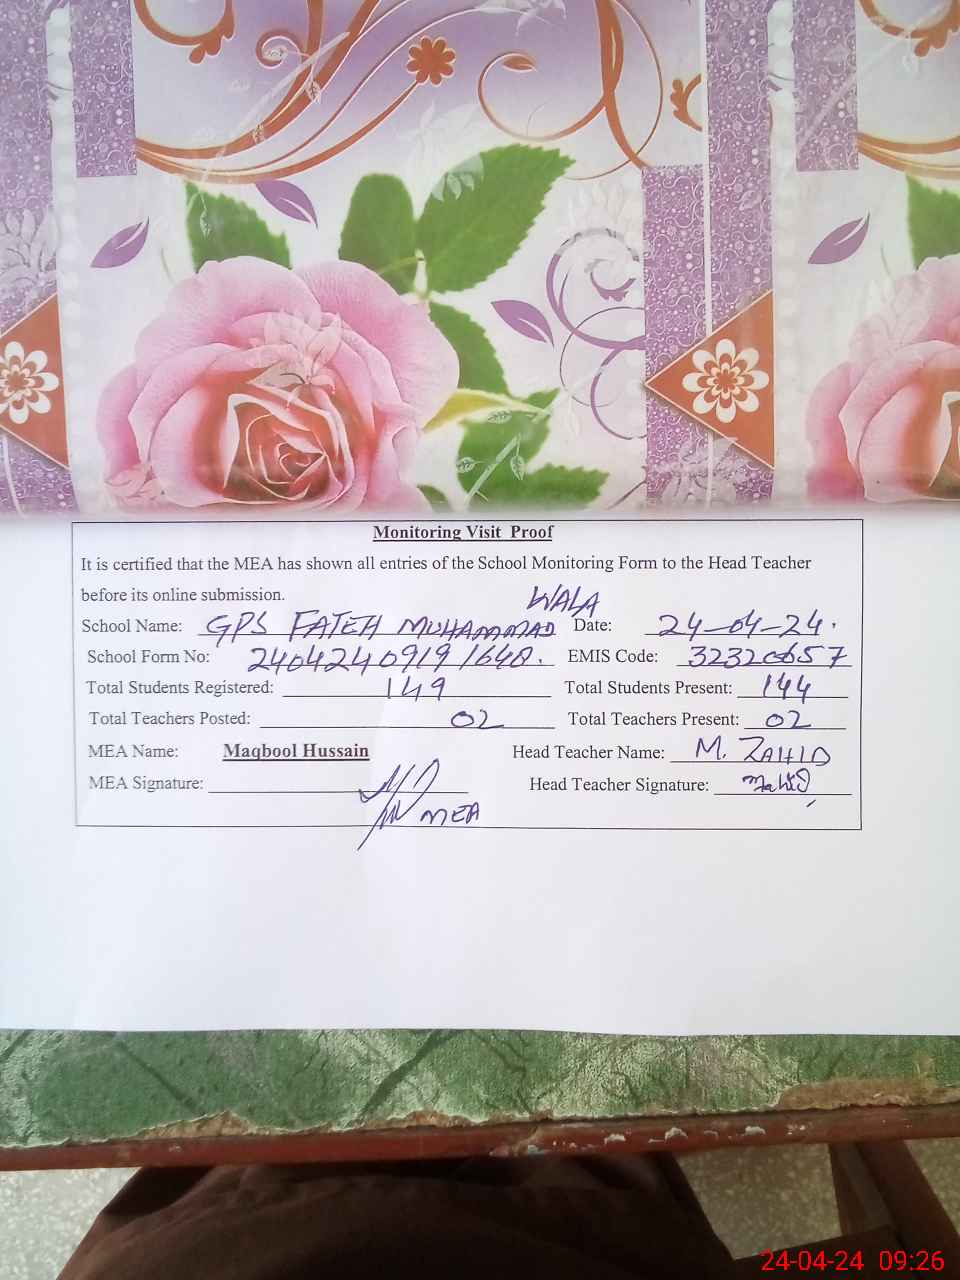 Monitoring Visit Proof
It is certified that the MEA has shown all entries of the School Monitoring Form to the Head Teacher
before its online submission.
School Name: GPS FATEH MUHAMMAD WALA Date: 24-04-24.
School Form No: 24042409191648. EMIS Code: 32320657
Total Students Registered: 149 Total Students Present: 144
Total Teachers Posted: 02 Total Teachers Present: 02
MEA Name: Maqbool Hussain Head Teacher Name: M. ZAHID
MEA Signature: MEA Head Teacher Signature:
24-04-24 09:26